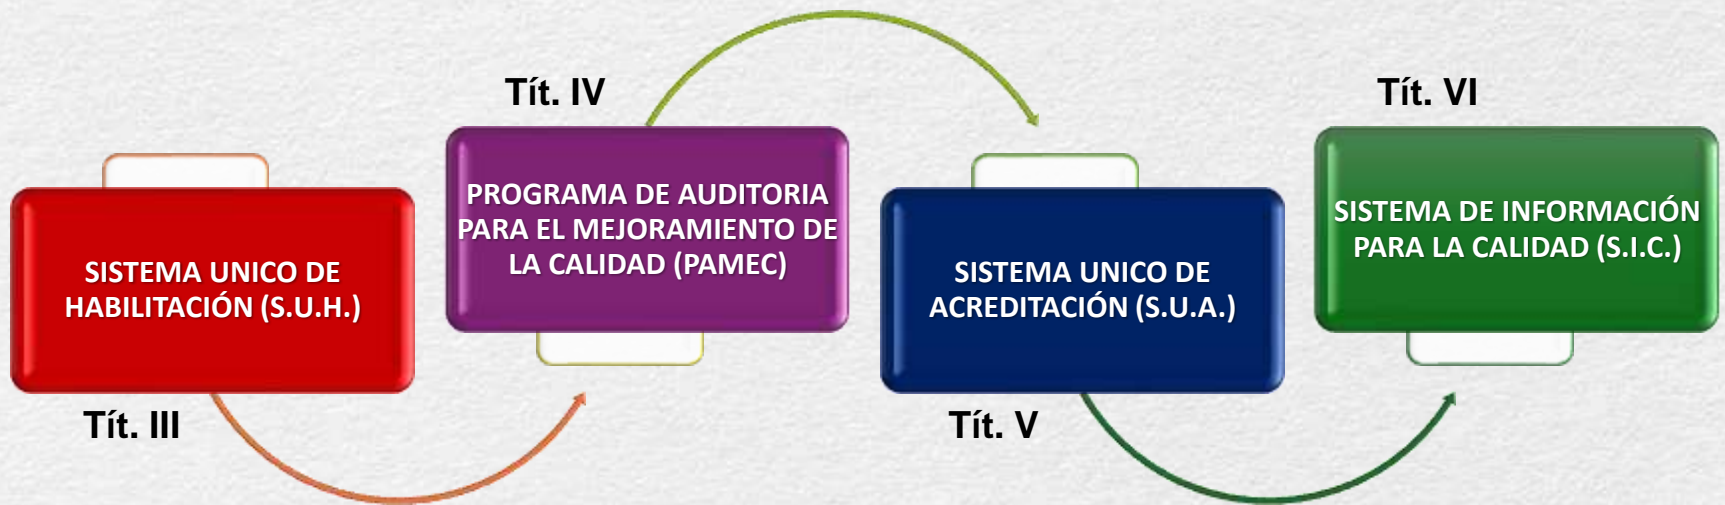 Tít. III
SISTEMA UNICO DE
HABILITACIÓN (S.U.H.)
Tít. IV
PROGRAMA DE AUDITORIA
PARA EL MEJORAMIENTO DE
LA CALIDAD (PAMEC)
Tít. V
SISTEMA UNICO DE
ACREDITACIÓN (S.U.A.)
Tít. VI
SISTEMA DE INFORMACIÓN
PARA LA CALIDAD (S.I.C.)